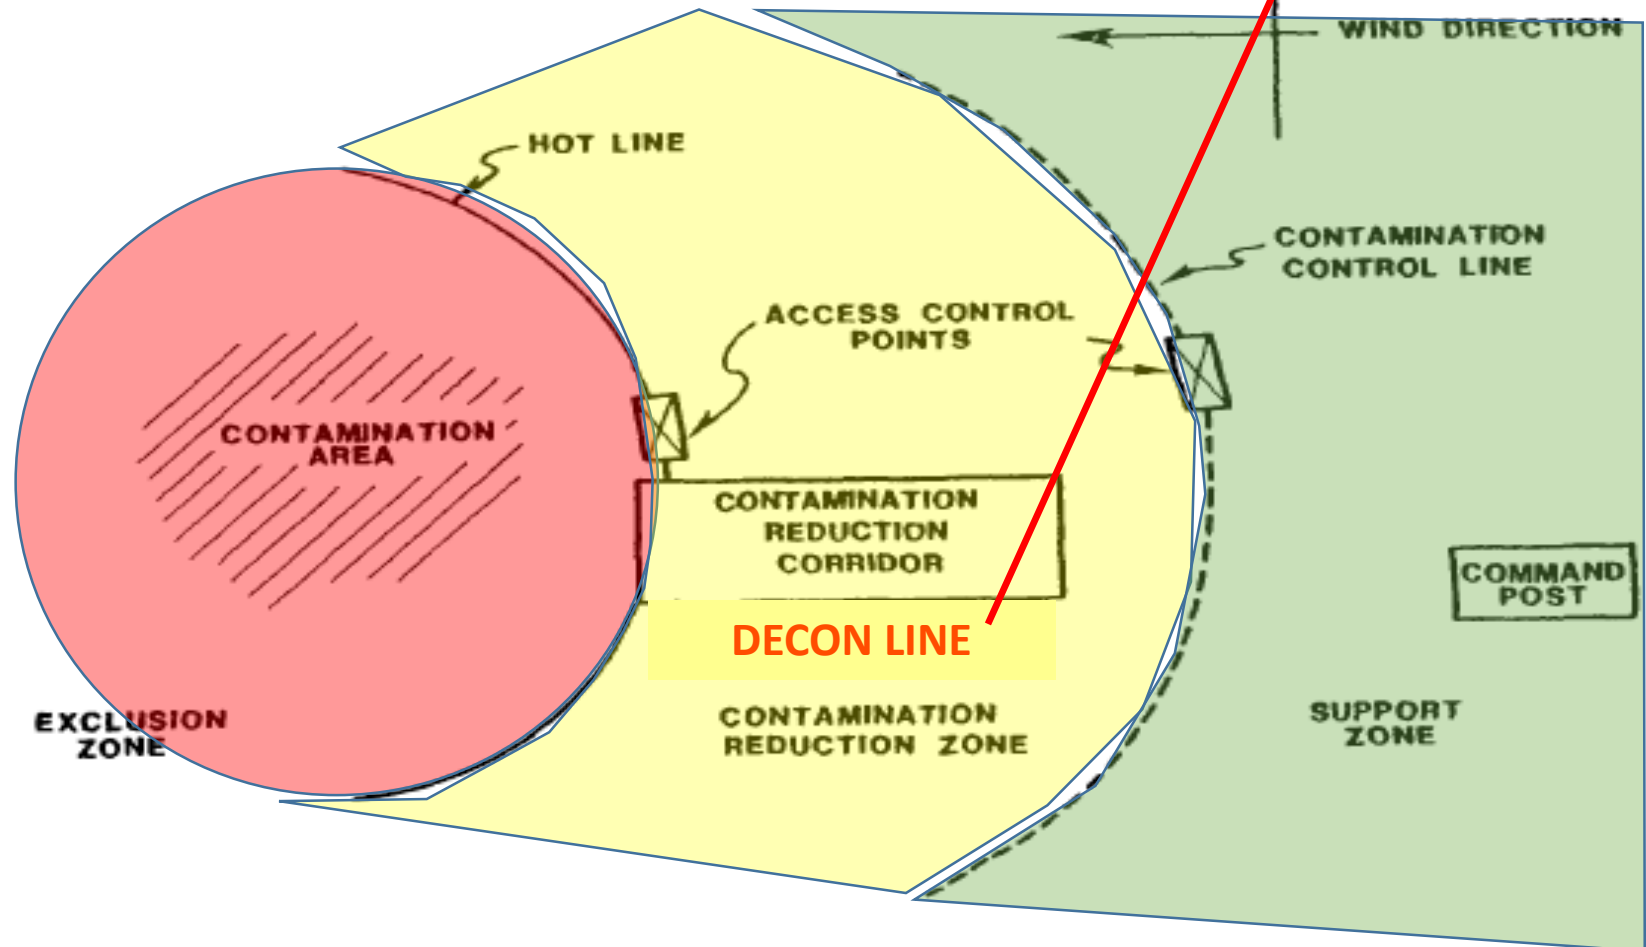 WIND DIRECTION
HOT LINE
CONTAMINATION
CONTROL LINE
ACCESS CONTROL
POINTS
CONTAMINATION
AREA
CONTAMINATION
REDUCTION
CORRIDOR
COMMAND
POST
DECON LINE
EXCLUSION
ZONE
CONTAMINATION
REDUCTION ZONE
SUPPORT
ZONE